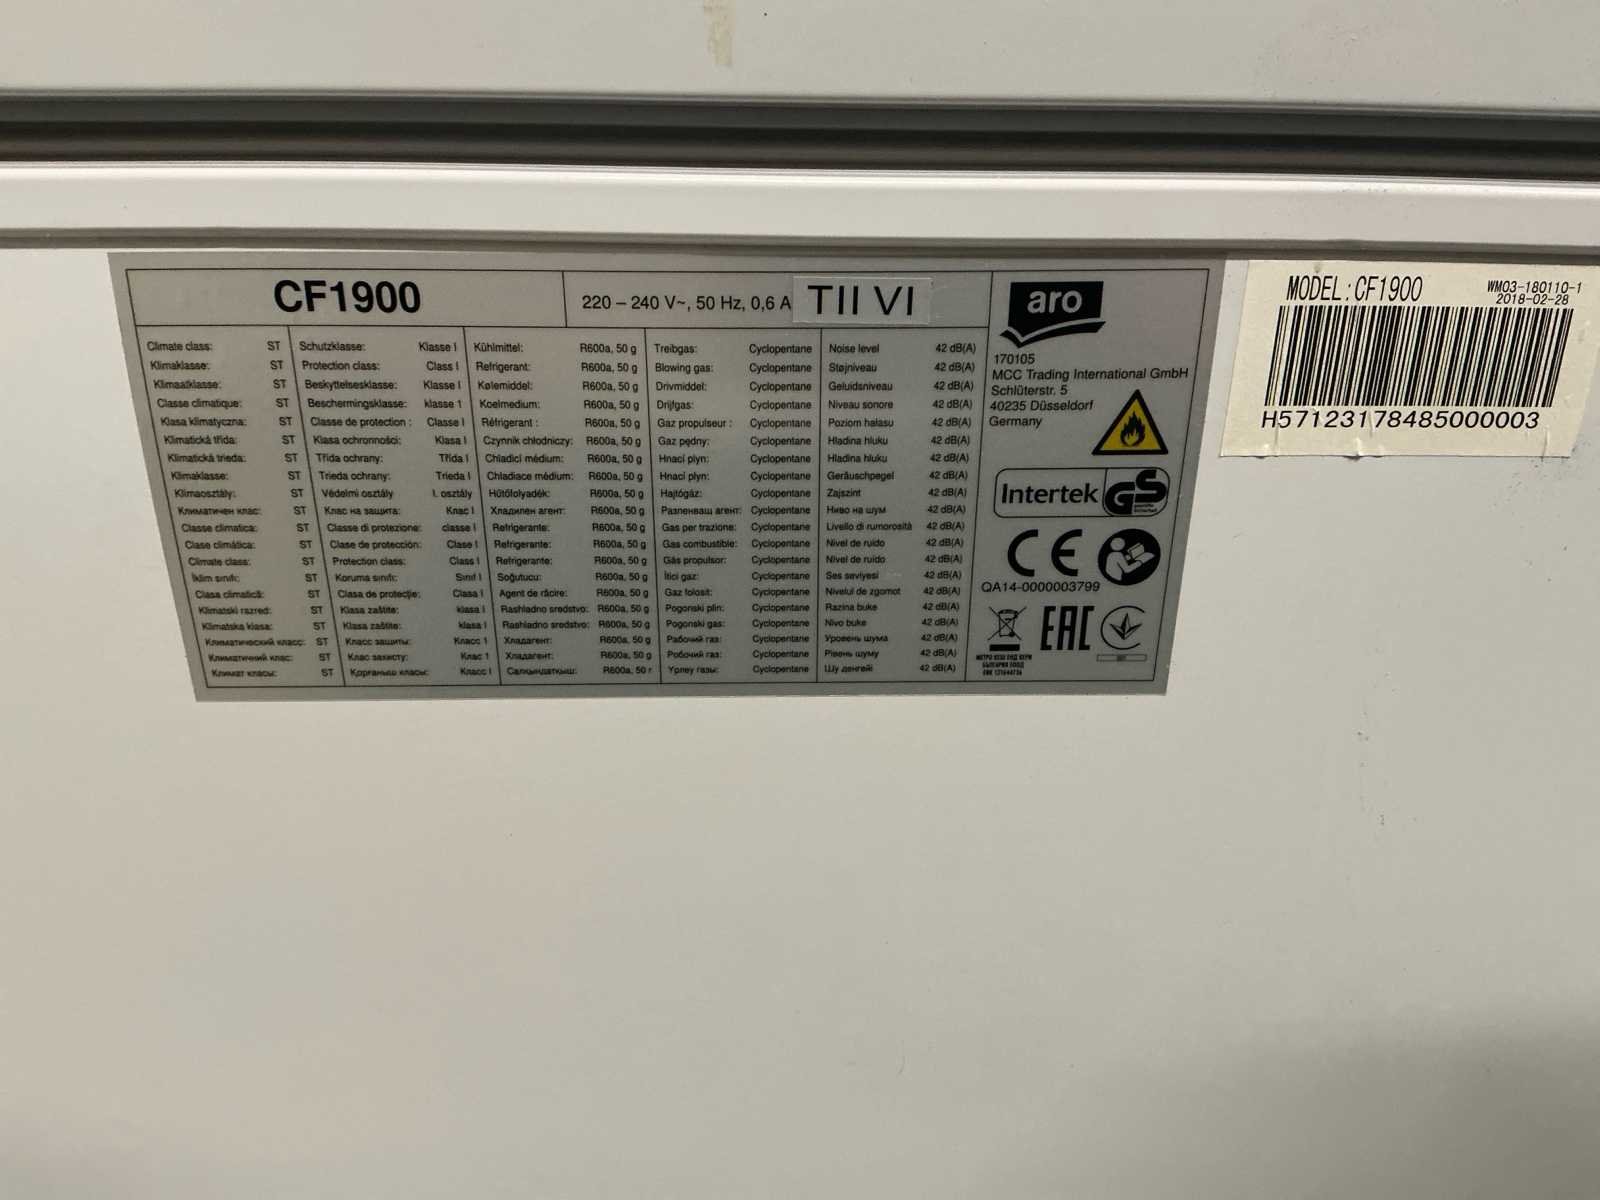 CF1900
220 – 240 V~, 50 Hz, 0,6 A
TII VI
Climate class: ST
Klimaklasse: ST
Klimaatklasse: ST
Classe climatique: ST
Klasa klimatyczna: ST
Klimatická třída: ST
Klimatická trieda: ST
Klimaklasse: ST
Klímaosztály: ST
Климатичен клас: ST
Classe climatica: ST
Clase climática: ST
Climate class: ST
İklim sınıfı: ST
Clasa climatică: ST
Klimatski razred: ST
Klimatska klasa: ST
Климатический класс: ST
Климатичний клас: ST
Климат класы: ST
Schutzklasse: Klasse I
Protection class: Class I
Beskyttelsesklasse: Klasse I
Beschermingsklasse: klasse 1
Classe de protection : Classe I
Klasa ochronności: Klasa I
Třída ochrany: Třída I
Trieda ochrany: Trieda I
Védelmi osztály I. osztály
Клас на защита: Клас I
Classe di protezione: classe I
Clase de protección: Clase I
Protection class: Class I
Koruma sınıfı: Sınıf I
Clasa de protecţie: Clasa I
Klasa zaštite: klasa I
Klasa zaštite: klasa I
Класс защиты: Класс 1
Клас захисту: Клас 1
Қорғаныш класы: Класс I
Kühlmittel: R600a, 50 g
Refrigerant: R600a, 50 g
Kølemiddel: R600a, 50 g
Koelmedium: R600a, 50 g
Réfrigérant : R600a, 50 g
Czynnik chłodniczy: R600a, 50 g
Chladicí médium: R600a, 50 g
Chladiace médium: R600a, 50 g
Hűtőfolyadék: R600a, 50 g
Хладилен агент: R600a, 50 g
Refrigerante: R600a, 50 g
Refrigerante: R600a, 50 g
Refrigerante: R600a, 50 g
Soğutucu: R600a, 50 g
Agent de răcire: R600a, 50 g
Rashladno sredstvo: R600a, 50 g
Rashladno sredstvo: R600a, 50 g
Хладагент: R600a, 50 g
Хладагент: R600a, 50 g
Салқындатқыш: R600a, 50 г
Treibgas: Cyclopentane
Blowing gas: Cyclopentane
Drivmiddel: Cyclopentane
Drijfgas: Cyclopentane
Gaz propulseur : Cyclopentane
Gaz pędny: Cyclopentane
Hnací plyn: Cyclopentane
Hnací plyn: Cyclopentane
Hajtógáz: Cyclopentane
Разпенващ агент: Cyclopentane
Gas per trazione: Cyclopentane
Gas combustible: Cyclopentane
Gás propulsor: Cyclopentane
İtici gaz: Cyclopentane
Gaz folosit: Cyclopentane
Pogonski plin: Cyclopentane
Pogonski gas: Cyclopentane
Рабочий газ: Cyclopentane
Робочий газ: Cyclopentane
Үрлеу газы: Cyclopentane
Noise level 42 dB(A)
Støjniveau 42 dB(A)
Geluidsniveau 42 dB(A)
Niveau sonore 42 dB(A)
Poziom hałasu 42 dB(A)
Hladina hluku 42 dB(A)
Hladina hluku 42 dB(A)
Geräuschpegel 42 dB(A)
Zajszint 42 dB(A)
Ниво на шум 42 dB(A)
Livello di rumorosità 42 dB(A)
Nivel de ruido 42 dB(A)
Nível de ruído 42 dB(A)
Ses seviyesi 42 dB(A)
Nivelul de zgomot 42 dB(A)
Razina buke 42 dB(A)
Nivo buke 42 dB(A)
Уровень шума 42 dB(A)
Рівень шуму 42 dB(A)
Шу деңгейі 42 dB(A)
aro
170105
MCC Trading International GmbH
Schlüterstr. 5
40235 Düsseldorf
Germany
Intertek GS
CE
QA14-0000003799
EAC
МЕТРО КЕШ ЕНД КЕРИ
БЪЛГАРИЯ ЕООД
ЕИК 121644736
MODEL:CF1900
WM03-180110-1
2018-02-28
H57123178485000003